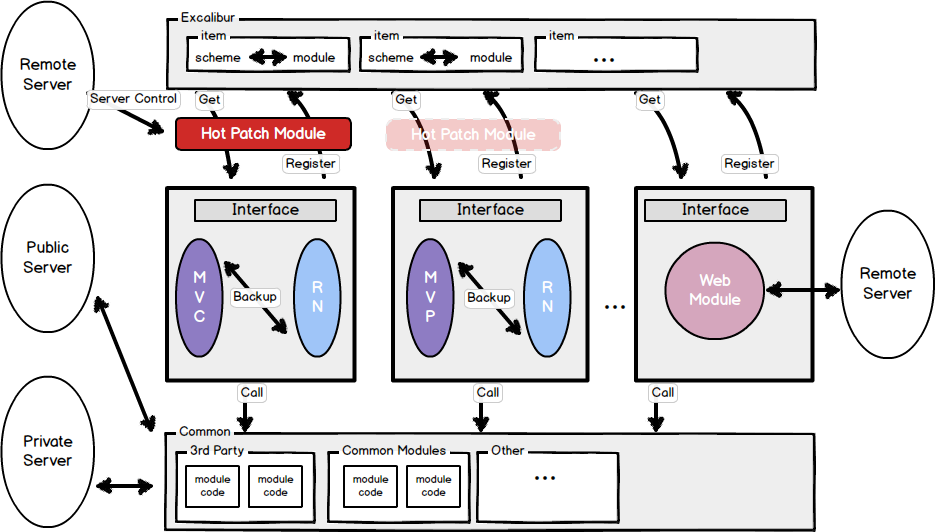 Excalibur
item
scheme
module
item
scheme
module
item
...
Remote
Server
Server Control
Get
Get
Get
Hot Patch Module
Hot Patch Module
Register
Register
Register
Interface
Interface
Interface
M
V
C
Backup
R
N
M
V
P
Backup
R
N
...
Web
Module
Remote
Server
Public
Server
Call
Call
Call
Private
Server
Common
3rd Party
module
code
module
code
Common Modules
module
code
module
code
Other
...